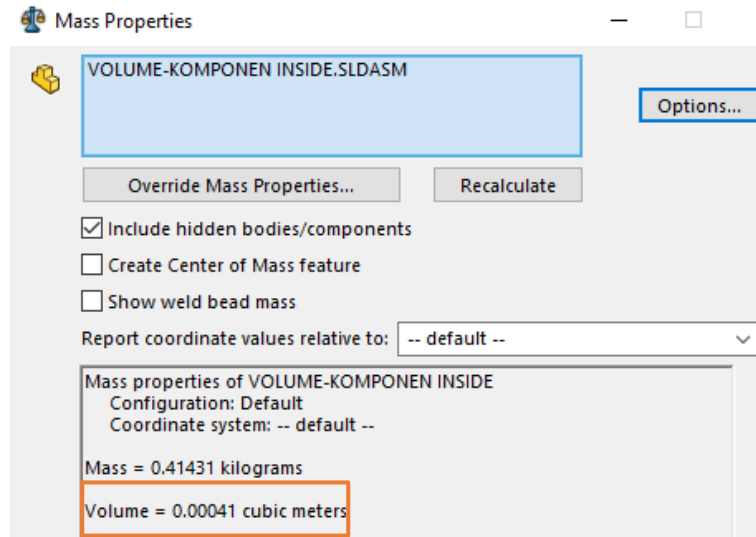 Mass Properties
VOLUME-KOMPONEN INSIDE.SLDASM
Options...
Override Mass Properties...
Recalculate
Include hidden bodies/components
Create Center of Mass feature
Show weld bead mass
Report coordinate values relative to:
-- default --
Mass properties of VOLUME-KOMPONEN INSIDE
Configuration: Default
Coordinate system: -- default --
Mass = 0.41431 kilograms
Volume = 0.00041 cubic meters